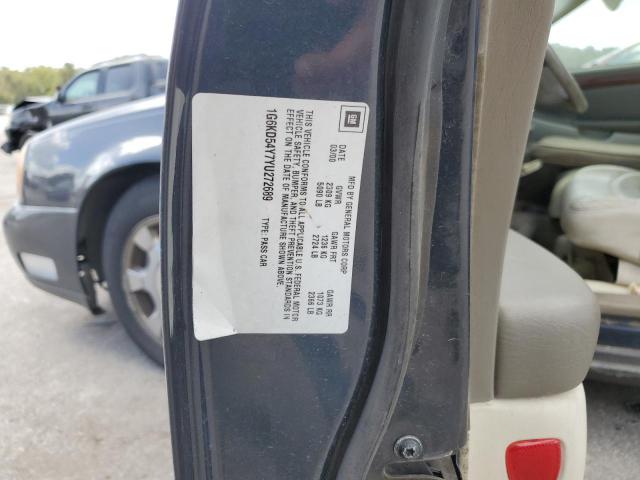 GM
MFD BY GENERAL MOTORS CORP
DATE GVWR GAWR FRT GAWR RR
03/00 2309 KG 1236 KG 1073 KG
5090 LB 2724 LB 2366 LB
THIS VEHICLE CONFORMS TO ALL APPLICABLE U.S. FEDERAL MOTOR
VEHICLE SAFETY, BUMPER, AND THEFT PREVENTION STANDARDS IN
EFFECT ON THE DATE OF MANUFACTURE SHOWN ABOVE.
1G6KD54Y7YU272689 TYPE: PASS CAR